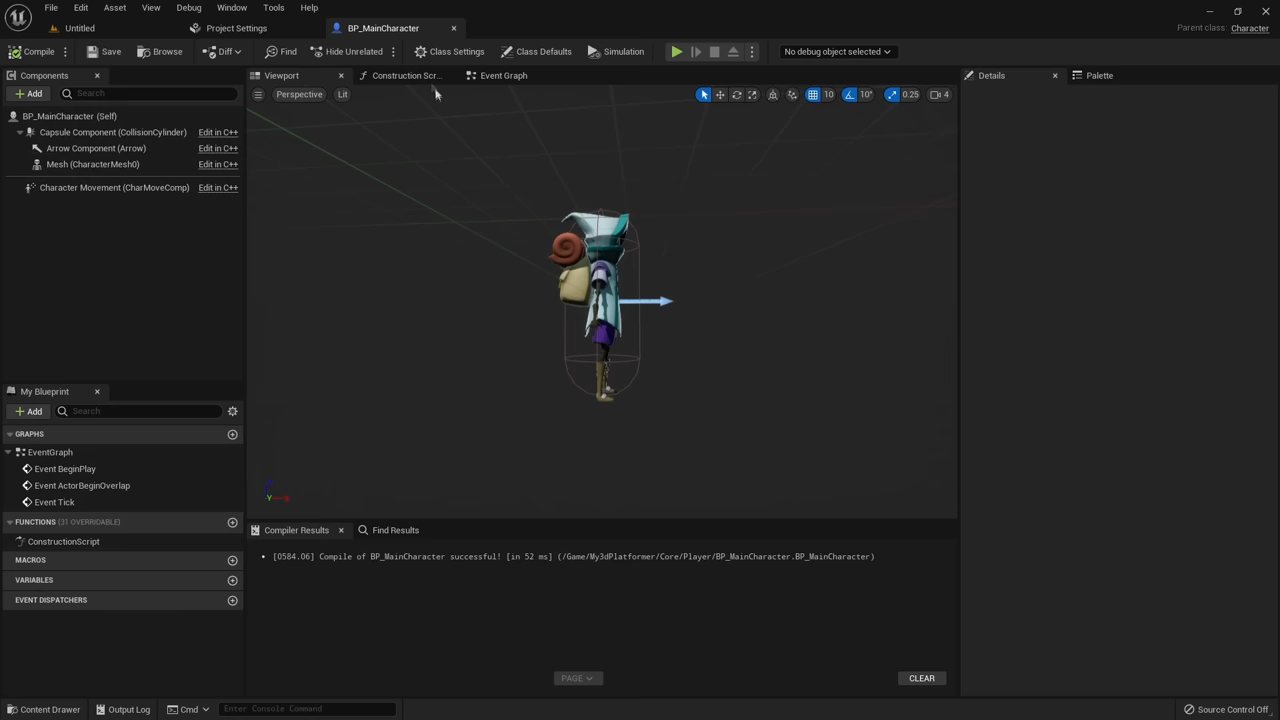 File Edit Asset View Debug Window Tools Help
Untitled
Project Settings
BP_MainCharacter
Parent class: Character
Compile
Save
Browse
Diff
Find
Hide Unrelated
Class Settings
Class Defaults
Simulation
No debug object selected
Components
Add
Search
BP_MainCharacter (Self)
Capsule Component (CollisionCylinder) Edit in C++
Arrow Component (Arrow) Edit in C++
Mesh (CharacterMesh0) Edit in C++
Character Movement (CharMoveComp) Edit in C++
My Blueprint
Add
Search
GRAPHS
EventGraph
Event BeginPlay
Event ActorBeginOverlap
Event Tick
FUNCTIONS (31 OVERRIDABLE)
ConstructionScript
MACROS
VARIABLES
EVENT DISPATCHERS
Viewport
Construction Scr...
Event Graph
Perspective
Lit
10
10°
0.25
4
Details
Palette
Compiler Results
Find Results
[0584.06] Compile of BP_MainCharacter successful! [in 52 ms] (/Game/My3dPlatformer/Core/Player/BP_MainCharacter.BP_MainCharacter)
PAGE
CLEAR
Content Drawer
Output Log
Cmd
Enter Console Command
Source Control Off